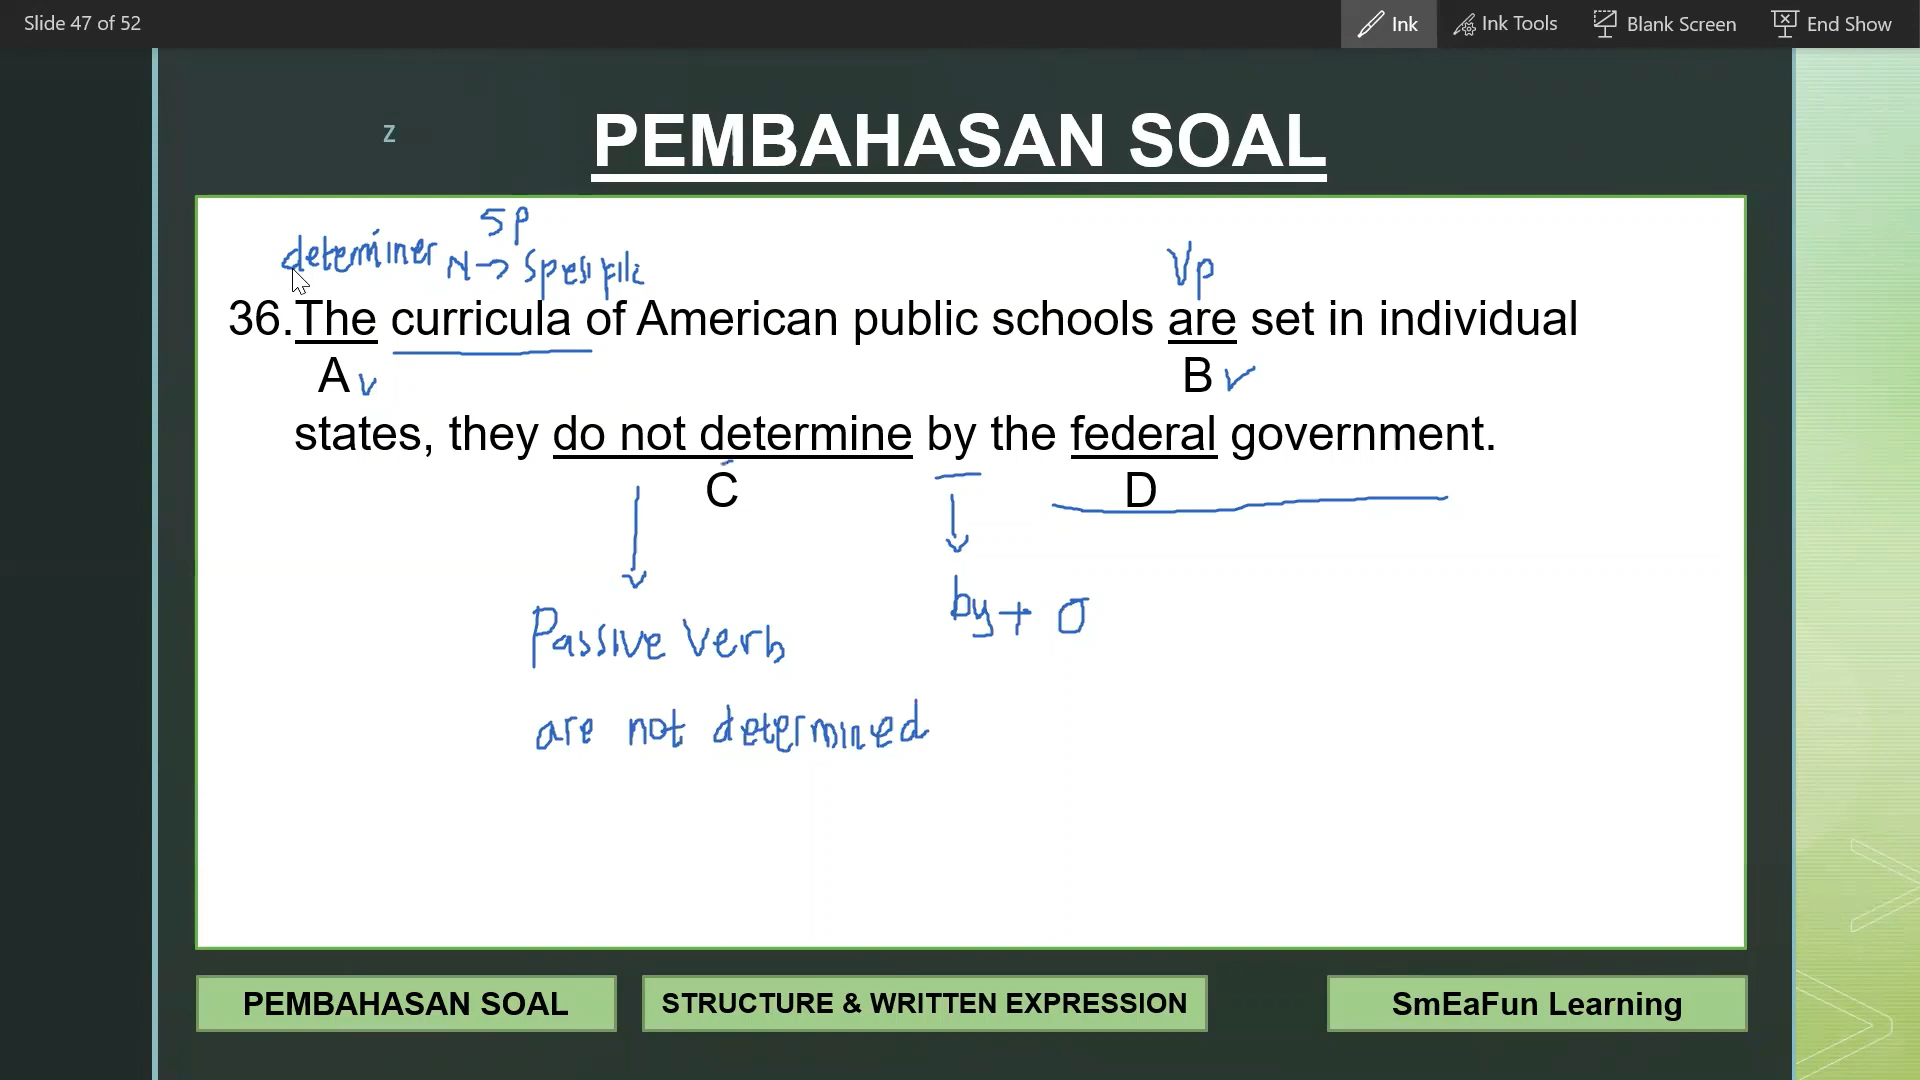 Slide 47 of 52
Ink
Ink Tools
Blank Screen
End Show
z
PEMBAHASAN SOAL
SP
determiner N → Spesifik
Vp
36. The curricula of American public schools are set in individual
A v B ✓
states, they do not determine by the federal government.
C D
by + O
Passive Verb
are not determined
PEMBAHASAN SOAL
STRUCTURE & WRITTEN EXPRESSION
SmEaFun Learning